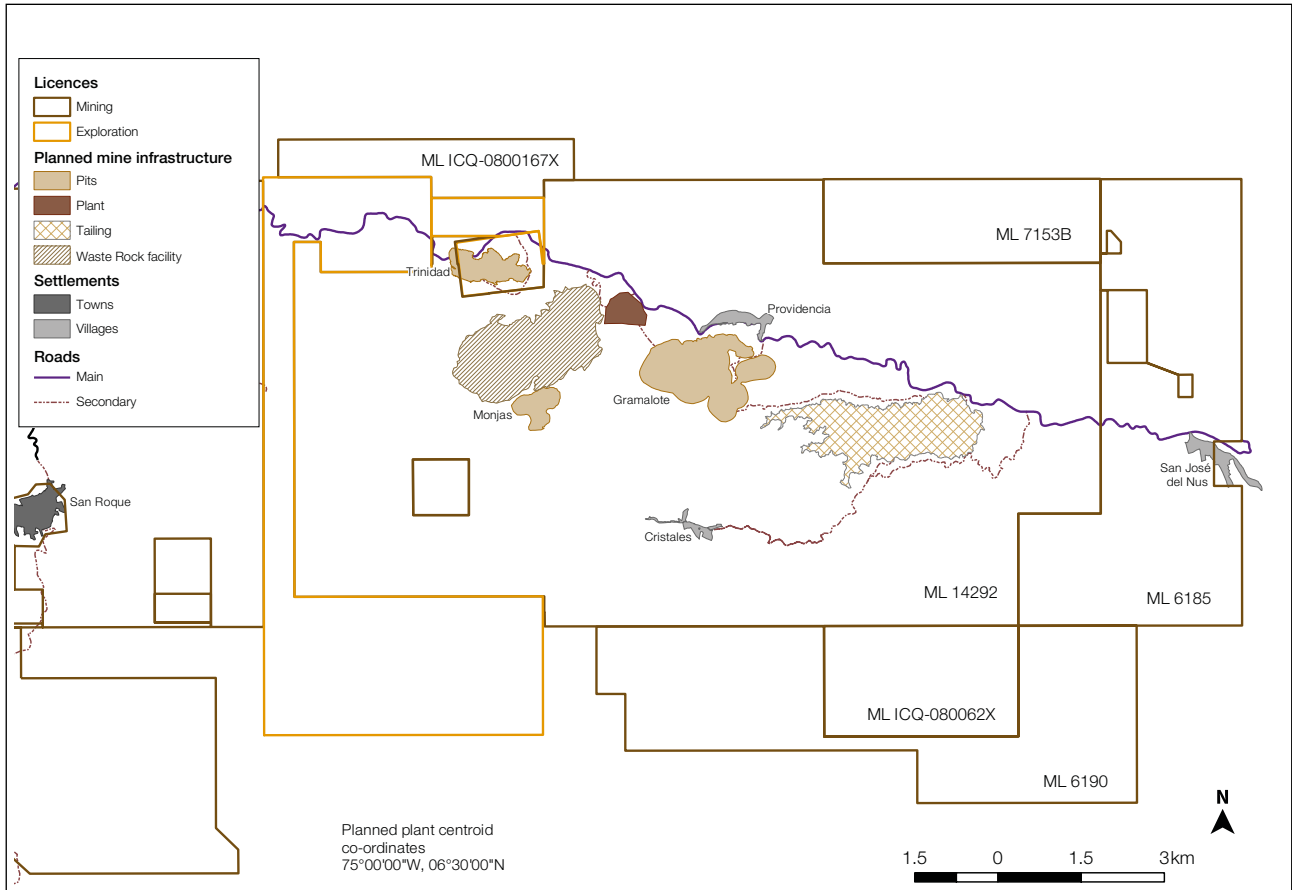 Licences
Mining
Exploration
Planned mine infrastructure
Pits
Plant
Tailing
Waste Rock facility
Settlements
Towns
Villages
Roads
Main
Secondary
ML ICQ-0800167X
ML 7153B
Trinidad
Providencia
Monjas
Gramalote
San José
del Nus
San Roque
Cristales
ML 14292
ML 6185
ML ICQ-080062X
ML 6190
Planned plant centroid
co-ordinates
75°00'00"W, 06°30'00"N
N
1.5 0 1.5 3km